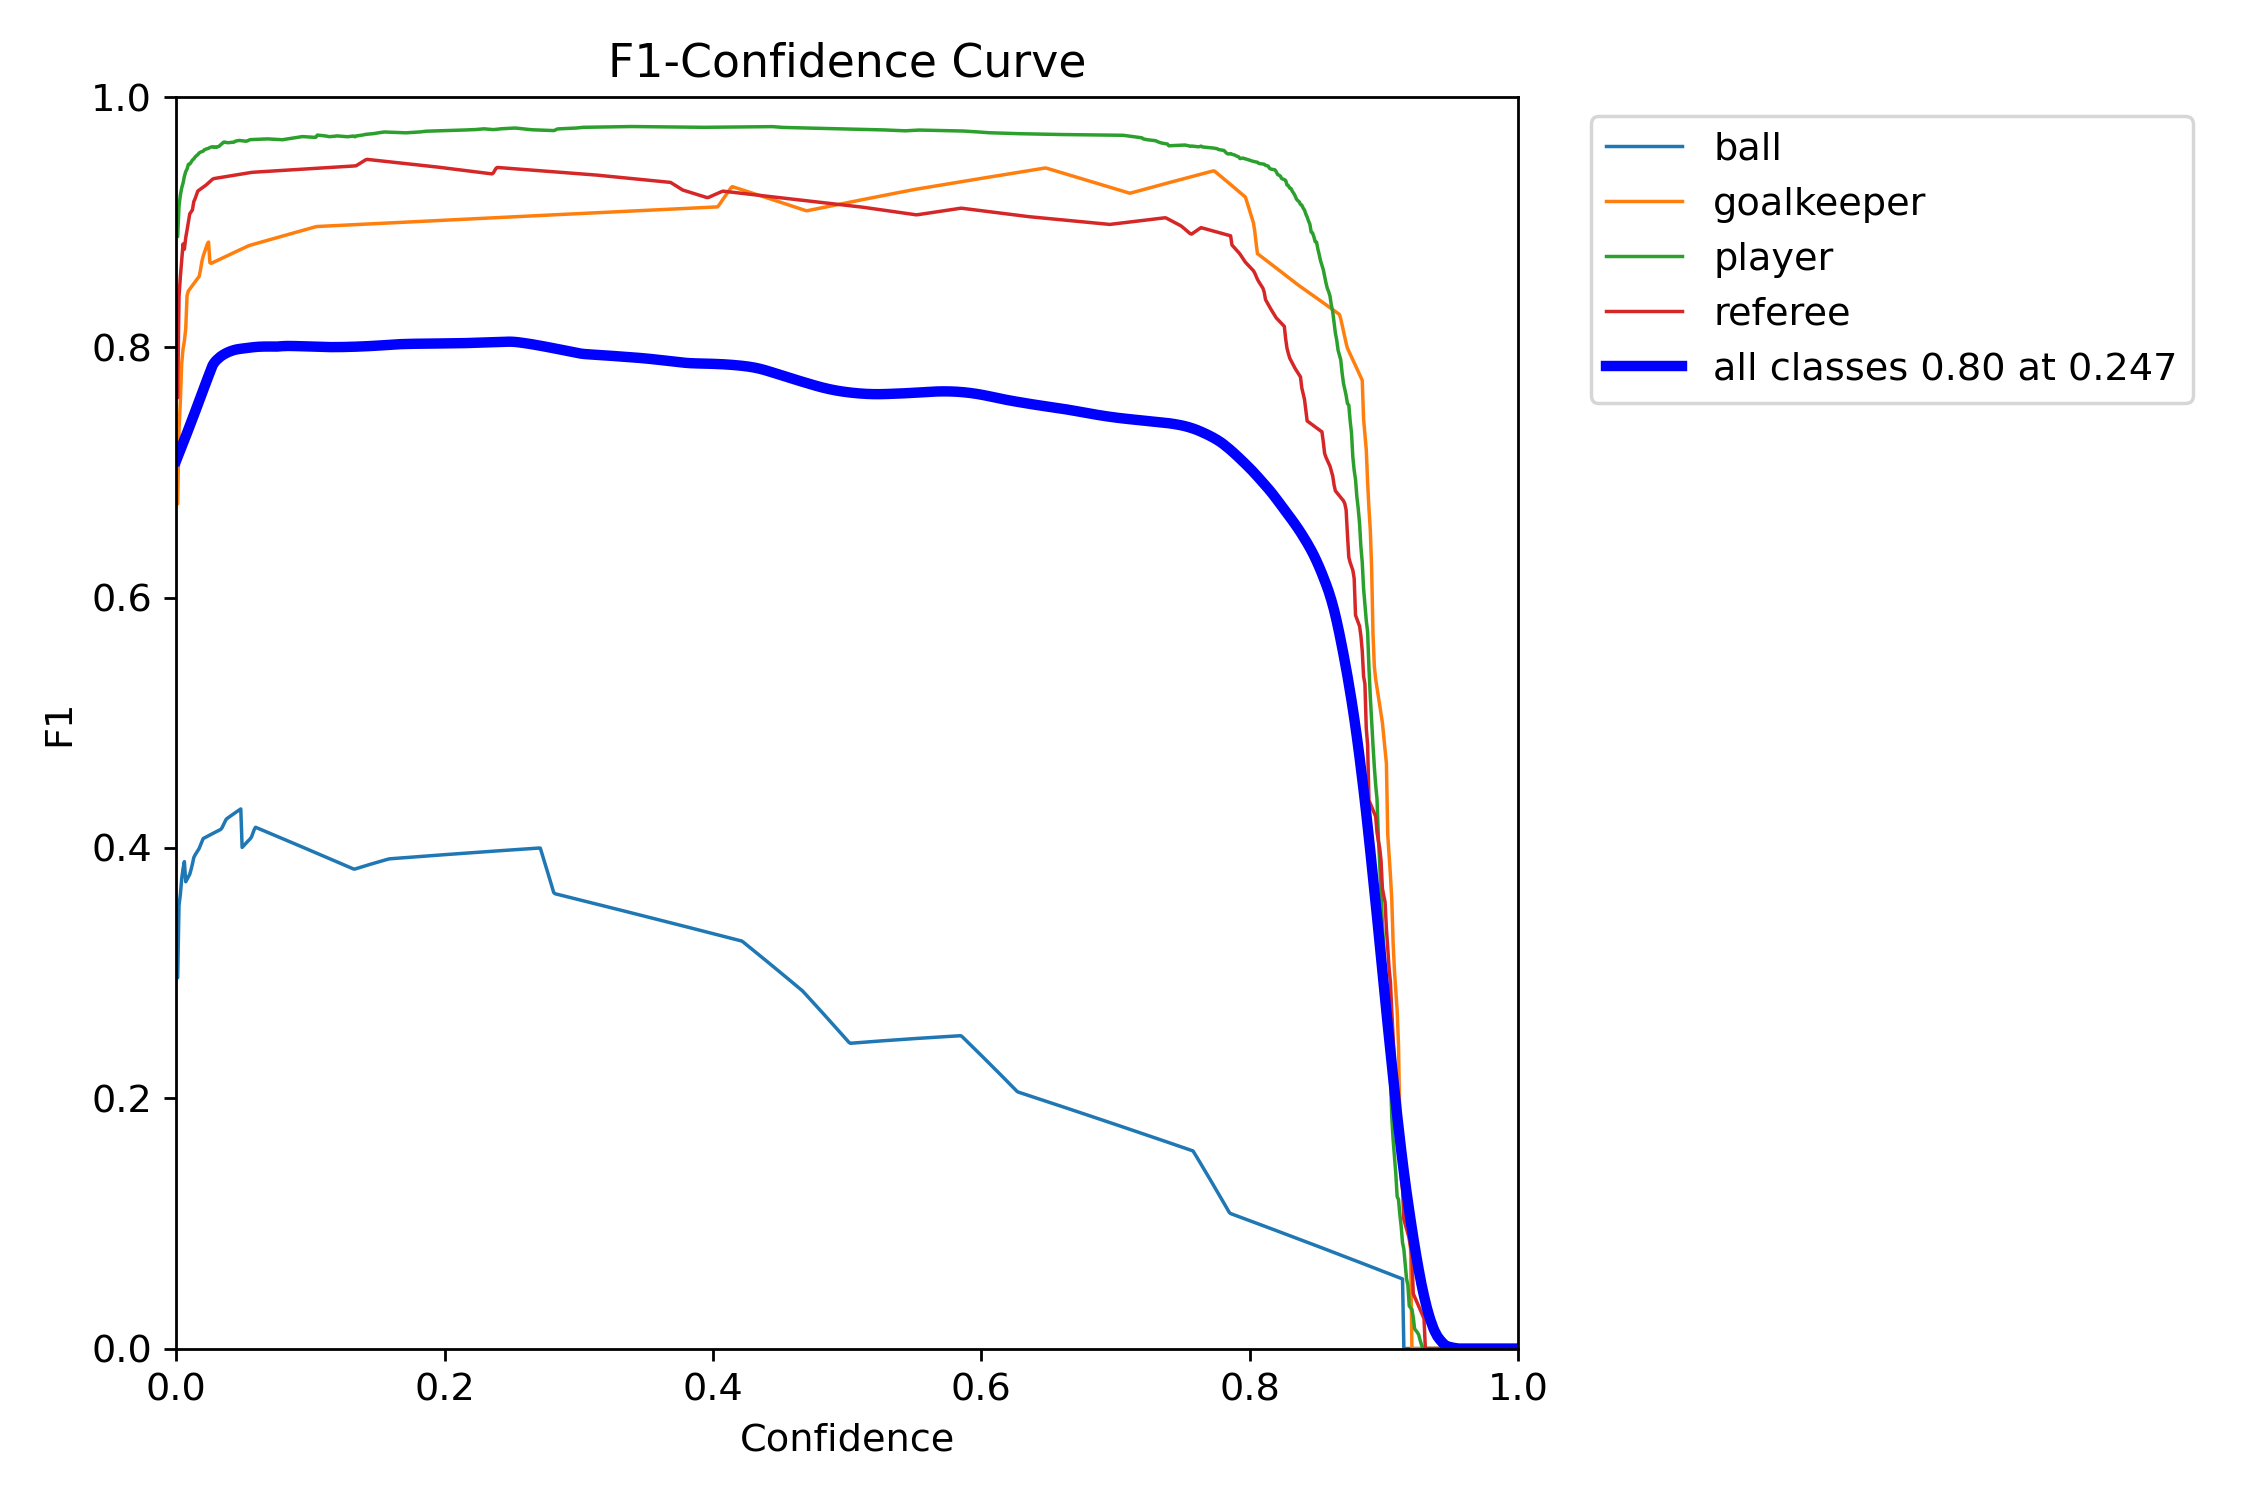 F1-Confidence Curve
1.0
0.8
0.6
0.4
0.2
0.0
F1
0.0 0.2 0.4 0.6 0.8 1.0
Confidence
ball
goalkeeper
player
referee
all classes 0.80 at 0.247